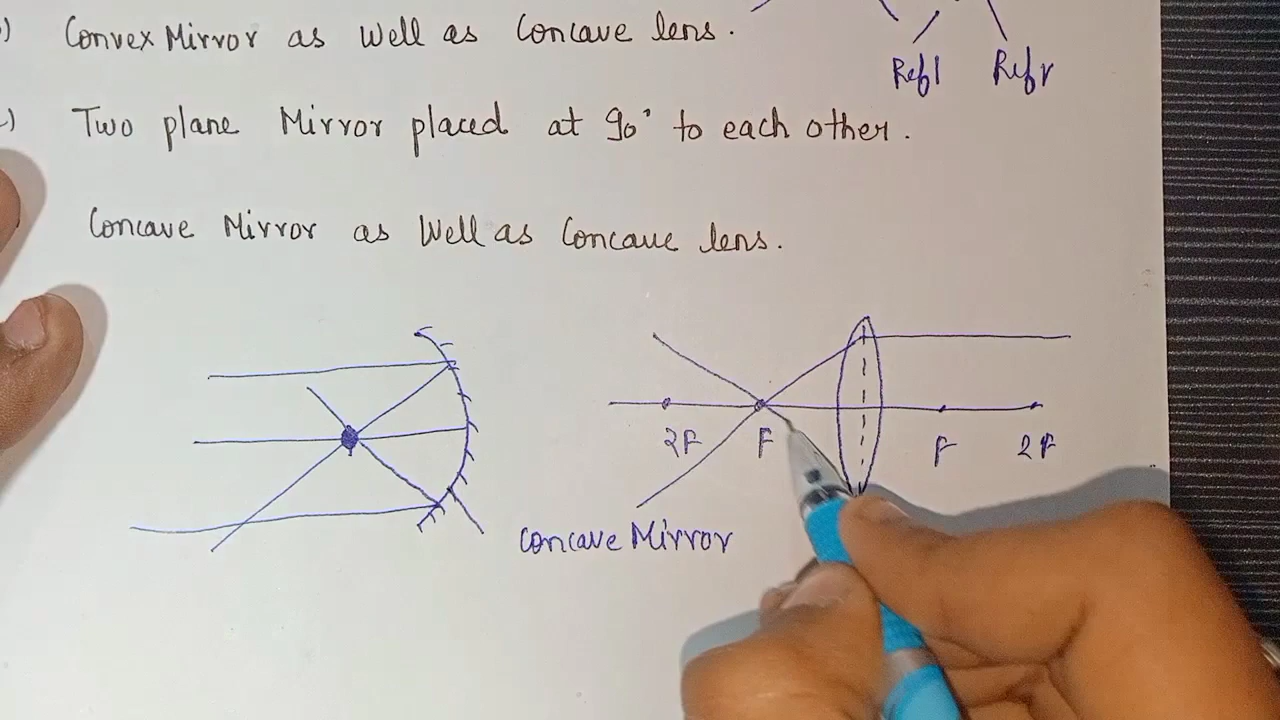 ) Convex Mirror as well as Concave lens.
Refl Refr
) Two plane Mirror placed at 90° to each other.
Concave Mirror as Well as Concave lens.
2F F F 2F
Concave Mirror